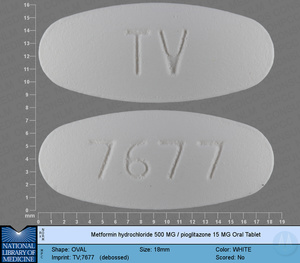 TV
7677
mm
Metformin hydrochloride 500 MG / pioglitazone 15 MG Oral Tablet
NATIONAL
LIBRARY OF
MEDICINE
Shape: OVAL Size: 18mm Color: WHITE
Imprint: TV;7677 (debossed) Scored: No